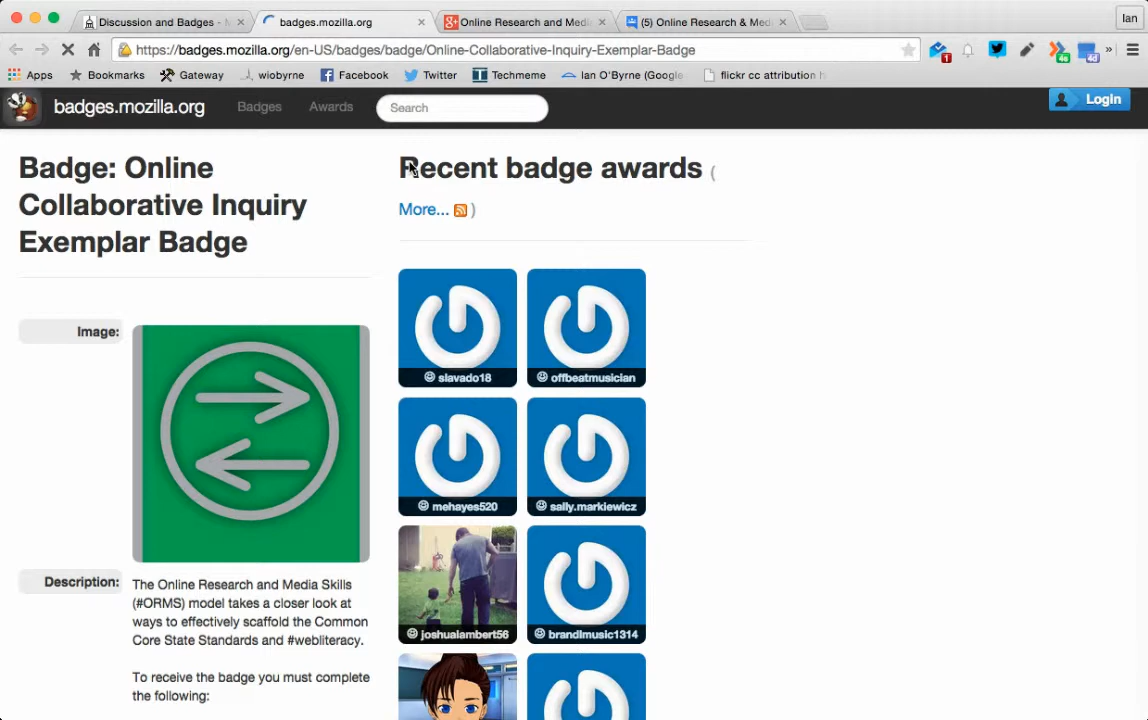 Discussion and Badges -
badges.mozilla.org
Online Research and Medi
(5) Online Research & Med
Ian
https://badges.mozilla.org/en-US/badges/badge/Online-Collaborative-Inquiry-Exemplar-Badge
Apps
Bookmarks
Gateway
wiobyrne
Facebook
Twitter
Techmeme
Ian O'Byrne (Google
flickr cc attribution h
badges.mozilla.org
Badges
Awards
Search
Login
Badge: Online
Collaborative Inquiry
Exemplar Badge
Image:
Description:
The Online Research and Media Skills
(#ORMS) model takes a closer look at
ways to effectively scaffold the Common
Core State Standards and #webliteracy.
To receive the badge you must complete
the following:
Recent badge awards (
More... )
slavado18
offbeatmusician
mehayes520
sally.markiewicz
joshualambert56
brandlmusic1314